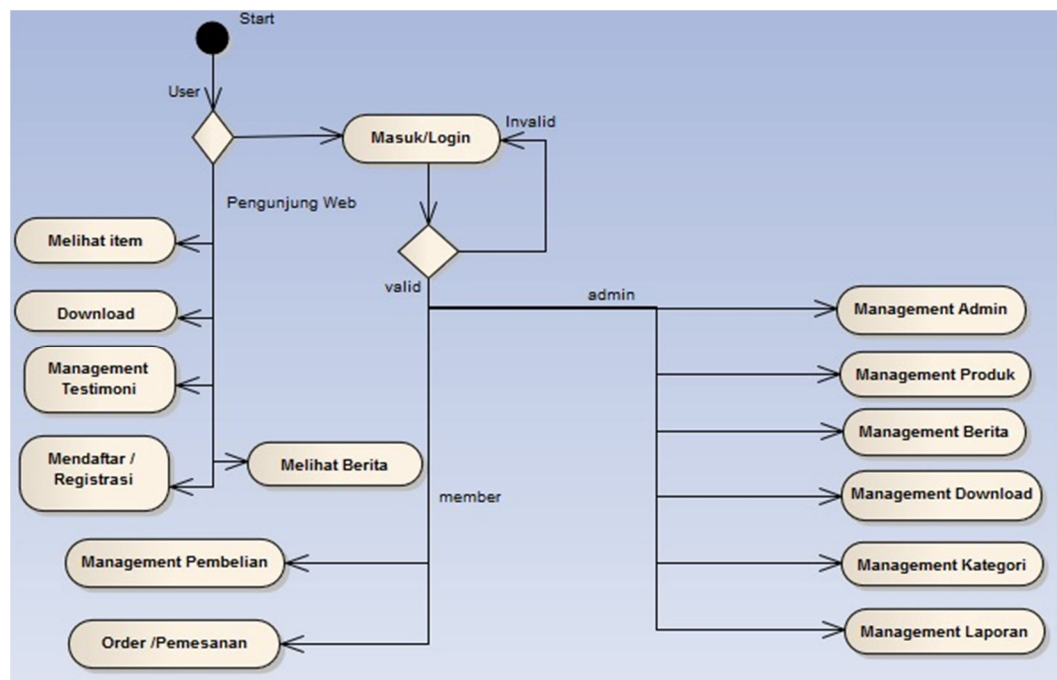 Start
User
Masuk/Login
Invalid
Pengunjung Web
Melihat item
valid
admin
Download
Management Admin
Management
Testimoni
Management Produk
Mendaftar /
Registrasi
Melihat Berita
Management Berita
member
Management Download
Management Pembelian
Management Kategori
Order /Pemesanan
Management Laporan